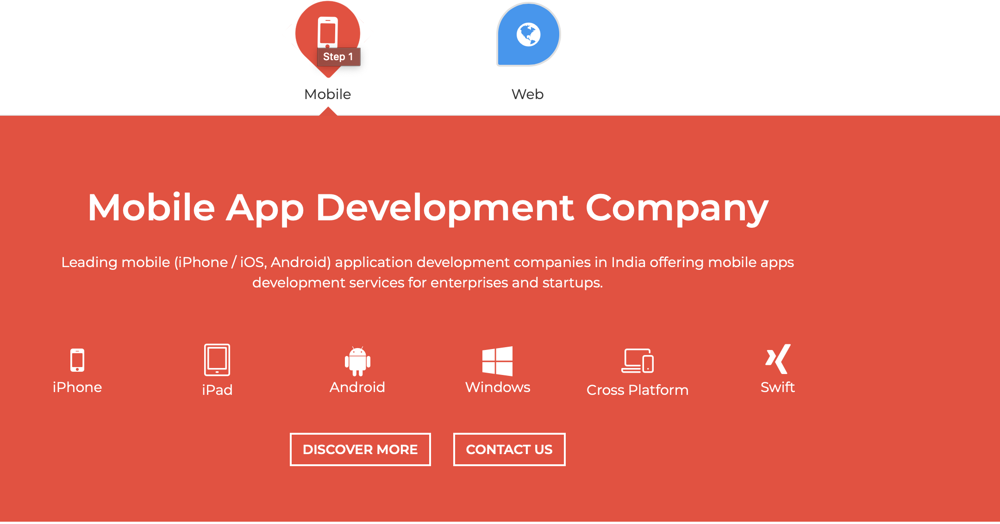 Step 1
Mobile
Web
Mobile App Development Company
Leading mobile (iPhone / iOS, Android) application development companies in India offering mobile apps
development services for enterprises and startups.
iPhone
iPad
Android
Windows
Cross Platform
Swift
DISCOVER MORE
CONTACT US